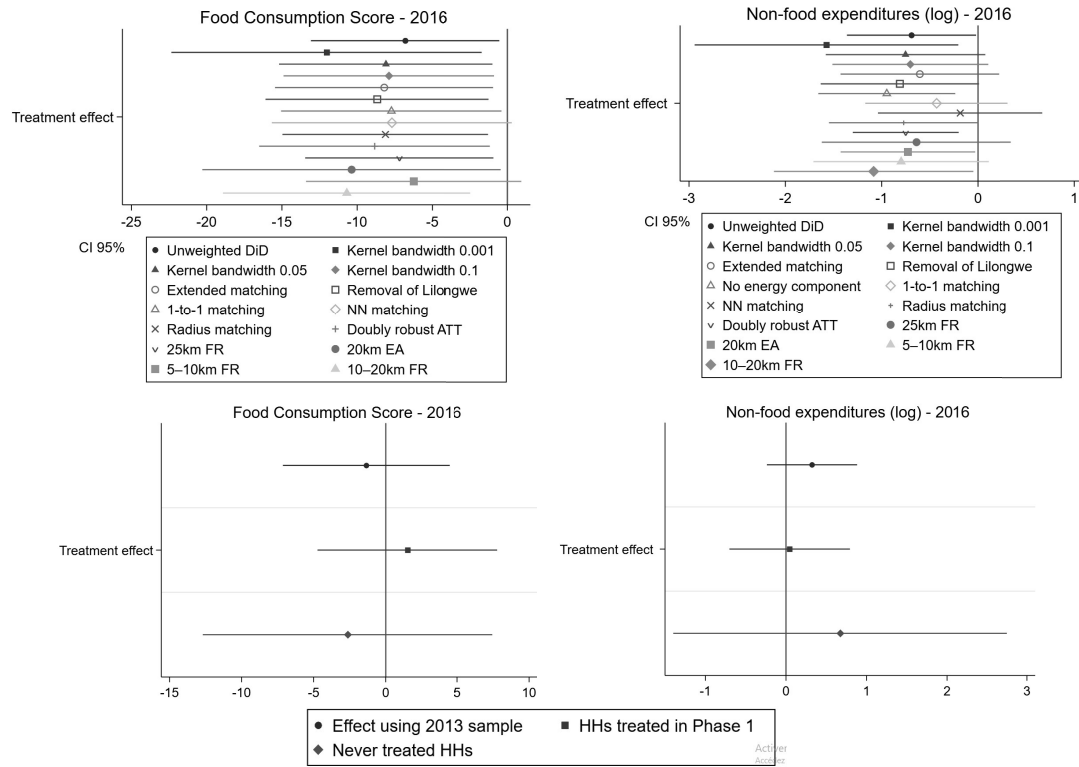 Food Consumption Score - 2016
Treatment effect
-25 -20 -15 -10 -5 0
CI 95%
Unweighted DiD Kernel bandwidth 0.001
Kernel bandwidth 0.05 Kernel bandwidth 0.1
Extended matching Removal of Lilongwe
1-to-1 matching NN matching
Radius matching Doubly robust ATT
25km FR 20km EA
5–10km FR 10–20km FR
Non-food expenditures (log) - 2016
Treatment effect
-3 -2 -1 0 1
CI 95%
Unweighted DiD Kernel bandwidth 0.001
Kernel bandwidth 0.05 Kernel bandwidth 0.1
Extended matching Removal of Lilongwe
No energy component 1-to-1 matching
NN matching Radius matching
Doubly robust ATT 25km FR
20km EA 5–10km FR
10–20km FR
Food Consumption Score - 2016
Treatment effect
-15 -10 -5 0 5 10
Non-food expenditures (log) - 2016
Treatment effect
-1 0 1 2 3
Effect using 2013 sample HHs treated in Phase 1
Never treated HHs
Activer
Accédez